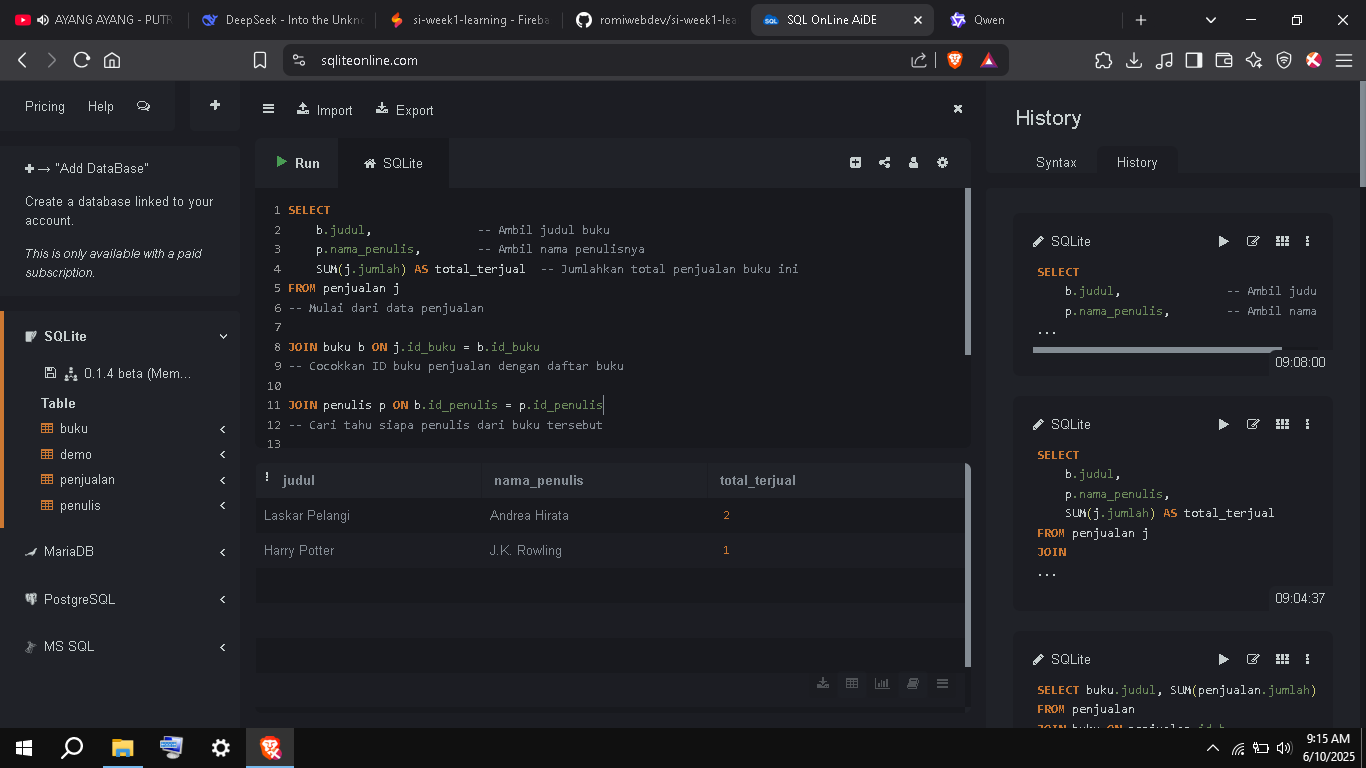 AYANG AYANG - PUTR
DeepSeek - Into the Unkn
si-week1-learning - Fireba
romiwebdev/si-week1-lea
SQL OnLine AiDE
Qwen
sqliteonline.com
Pricing
Help
Import
Export
"Add DataBase"
Create a database linked to your
account.
This is only available with a paid
subscription.
SQLite
0.1.4 beta (Mem...
Table
buku
demo
penjualan
penulis
MariaDB
PostgreSQL
MS SQL
Run
SQLite
1 SELECT
2 b.judul, -- Ambil judul buku
3 p.nama_penulis, -- Ambil nama penulisnya
4 SUM(j.jumlah) AS total_terjual -- Jumlahkan total penjualan buku ini
5 FROM penjualan j
6 -- Mulai dari data penjualan
7
8 JOIN buku b ON j.id_buku = b.id_buku
9 -- Cocokkan ID buku penjualan dengan daftar buku
10
11 JOIN penulis p ON b.id_penulis = p.id_penulis
12 -- Cari tahu siapa penulis dari buku tersebut
13
judul nama_penulis total_terjual
Laskar Pelangi Andrea Hirata 2
Harry Potter J.K. Rowling 1
History
Syntax
History
SQLite
SELECT
b.judul, -- Ambil judu
p.nama_penulis, -- Ambil nama
...
09:08:00
SQLite
SELECT
b.judul,
p.nama_penulis,
SUM(j.jumlah) AS total_terjual
FROM penjualan j
JOIN
...
09:04:37
SQLite
SELECT buku.judul, SUM(penjualan.jumlah)
FROM penjualan
9:15 AM
6/10/2025